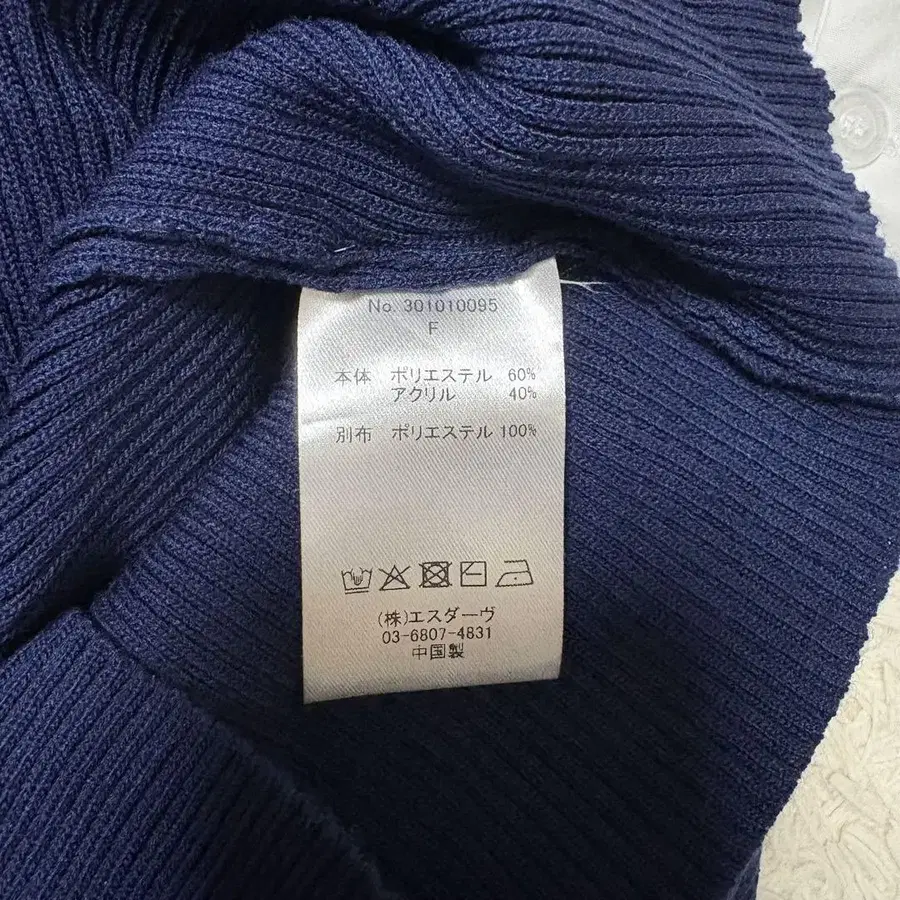 No. 301010095
F
本体 ポリエステル 60%
アクリル 40%
別布 ポリエステル 100%
(株)エスダーヴ
03-6807-4831
中国製